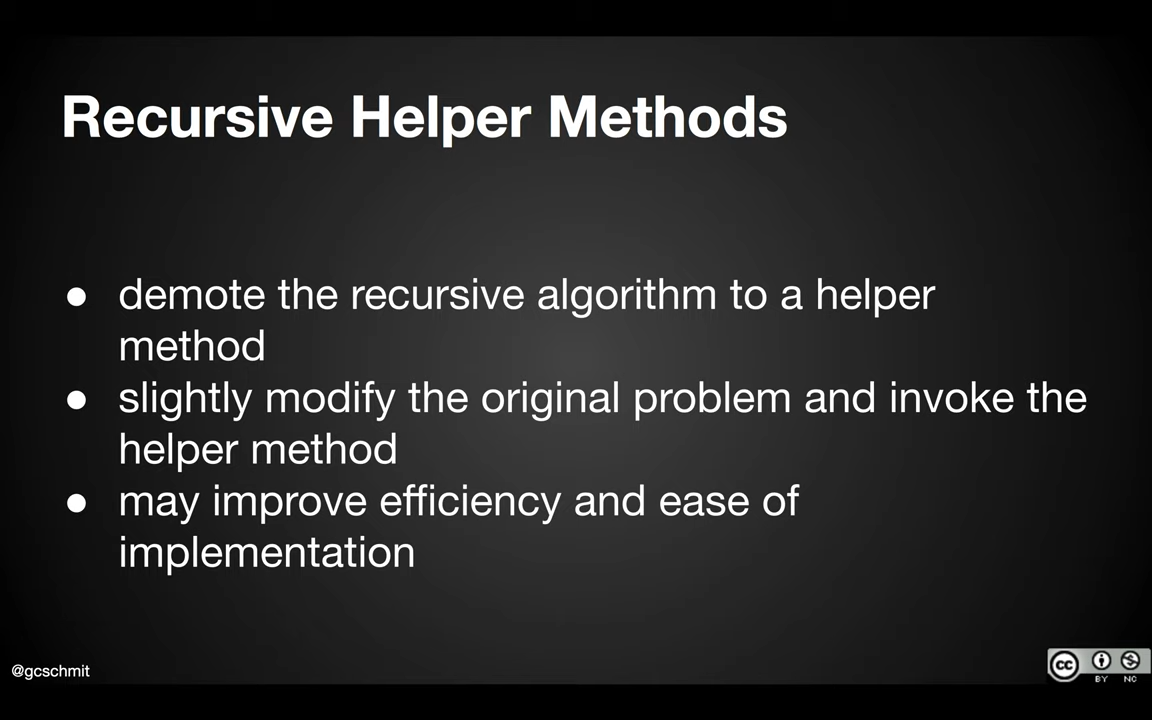 Recursive Helper Methods
● demote the recursive algorithm to a helper
method
● slightly modify the original problem and invoke the
helper method
● may improve efficiency and ease of
implementation
@gcschmit
cc
BY NC